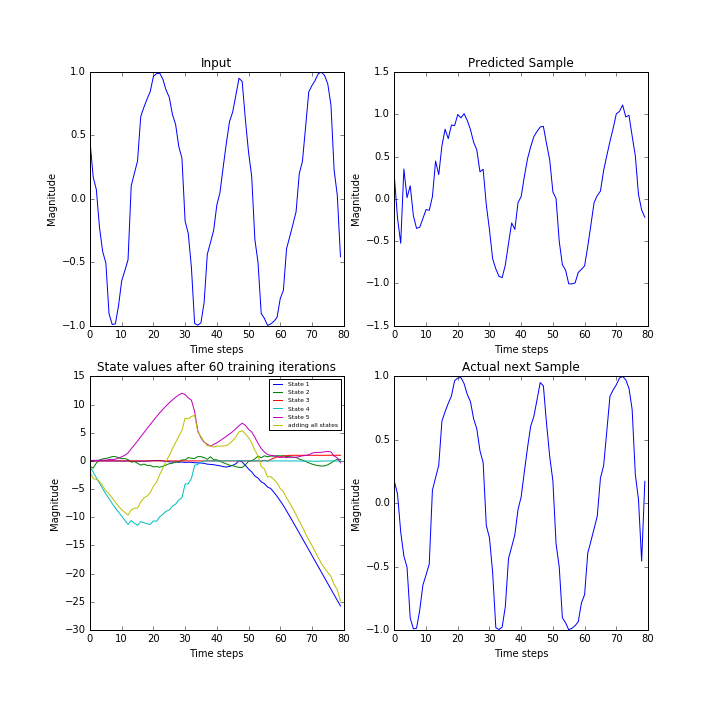 Input
Magnitude
1.0
0.5
0.0
−0.5
−1.0
0 10 20 30 40 50 60 70 80
Time steps
Predicted Sample
Magnitude
1.5
1.0
0.5
0.0
−0.5
−1.0
−1.5
0 10 20 30 40 50 60 70 80
Time steps
State values after 60 training iterations
Magnitude
15
10
5
0
−5
−10
−15
−20
−25
−30
0 10 20 30 40 50 60 70 80
Time steps
State 1
State 2
State 3
State 4
State 5
adding all states
Actual next Sample
Magnitude
1.0
0.5
0.0
−0.5
−1.0
0 10 20 30 40 50 60 70 80
Time steps